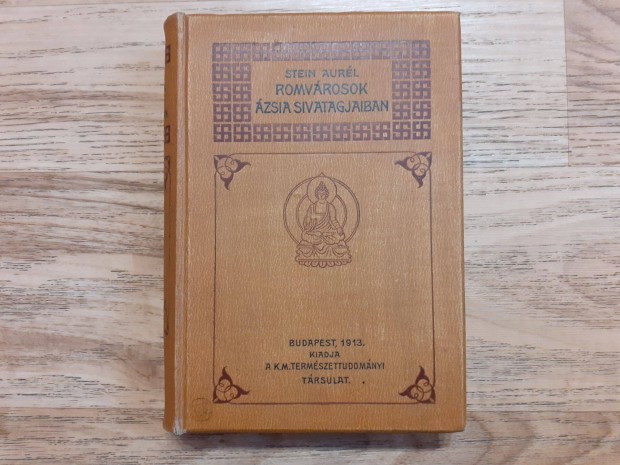 STEIN AURÉL
ROMVÁROSOK
ÁZSIA SIVATAGJAIBAN
BUDAPEST, 1913.
KIADJA
A K.M. TERMÉSZETTUDOMÁNYI
TÁRSULAT.